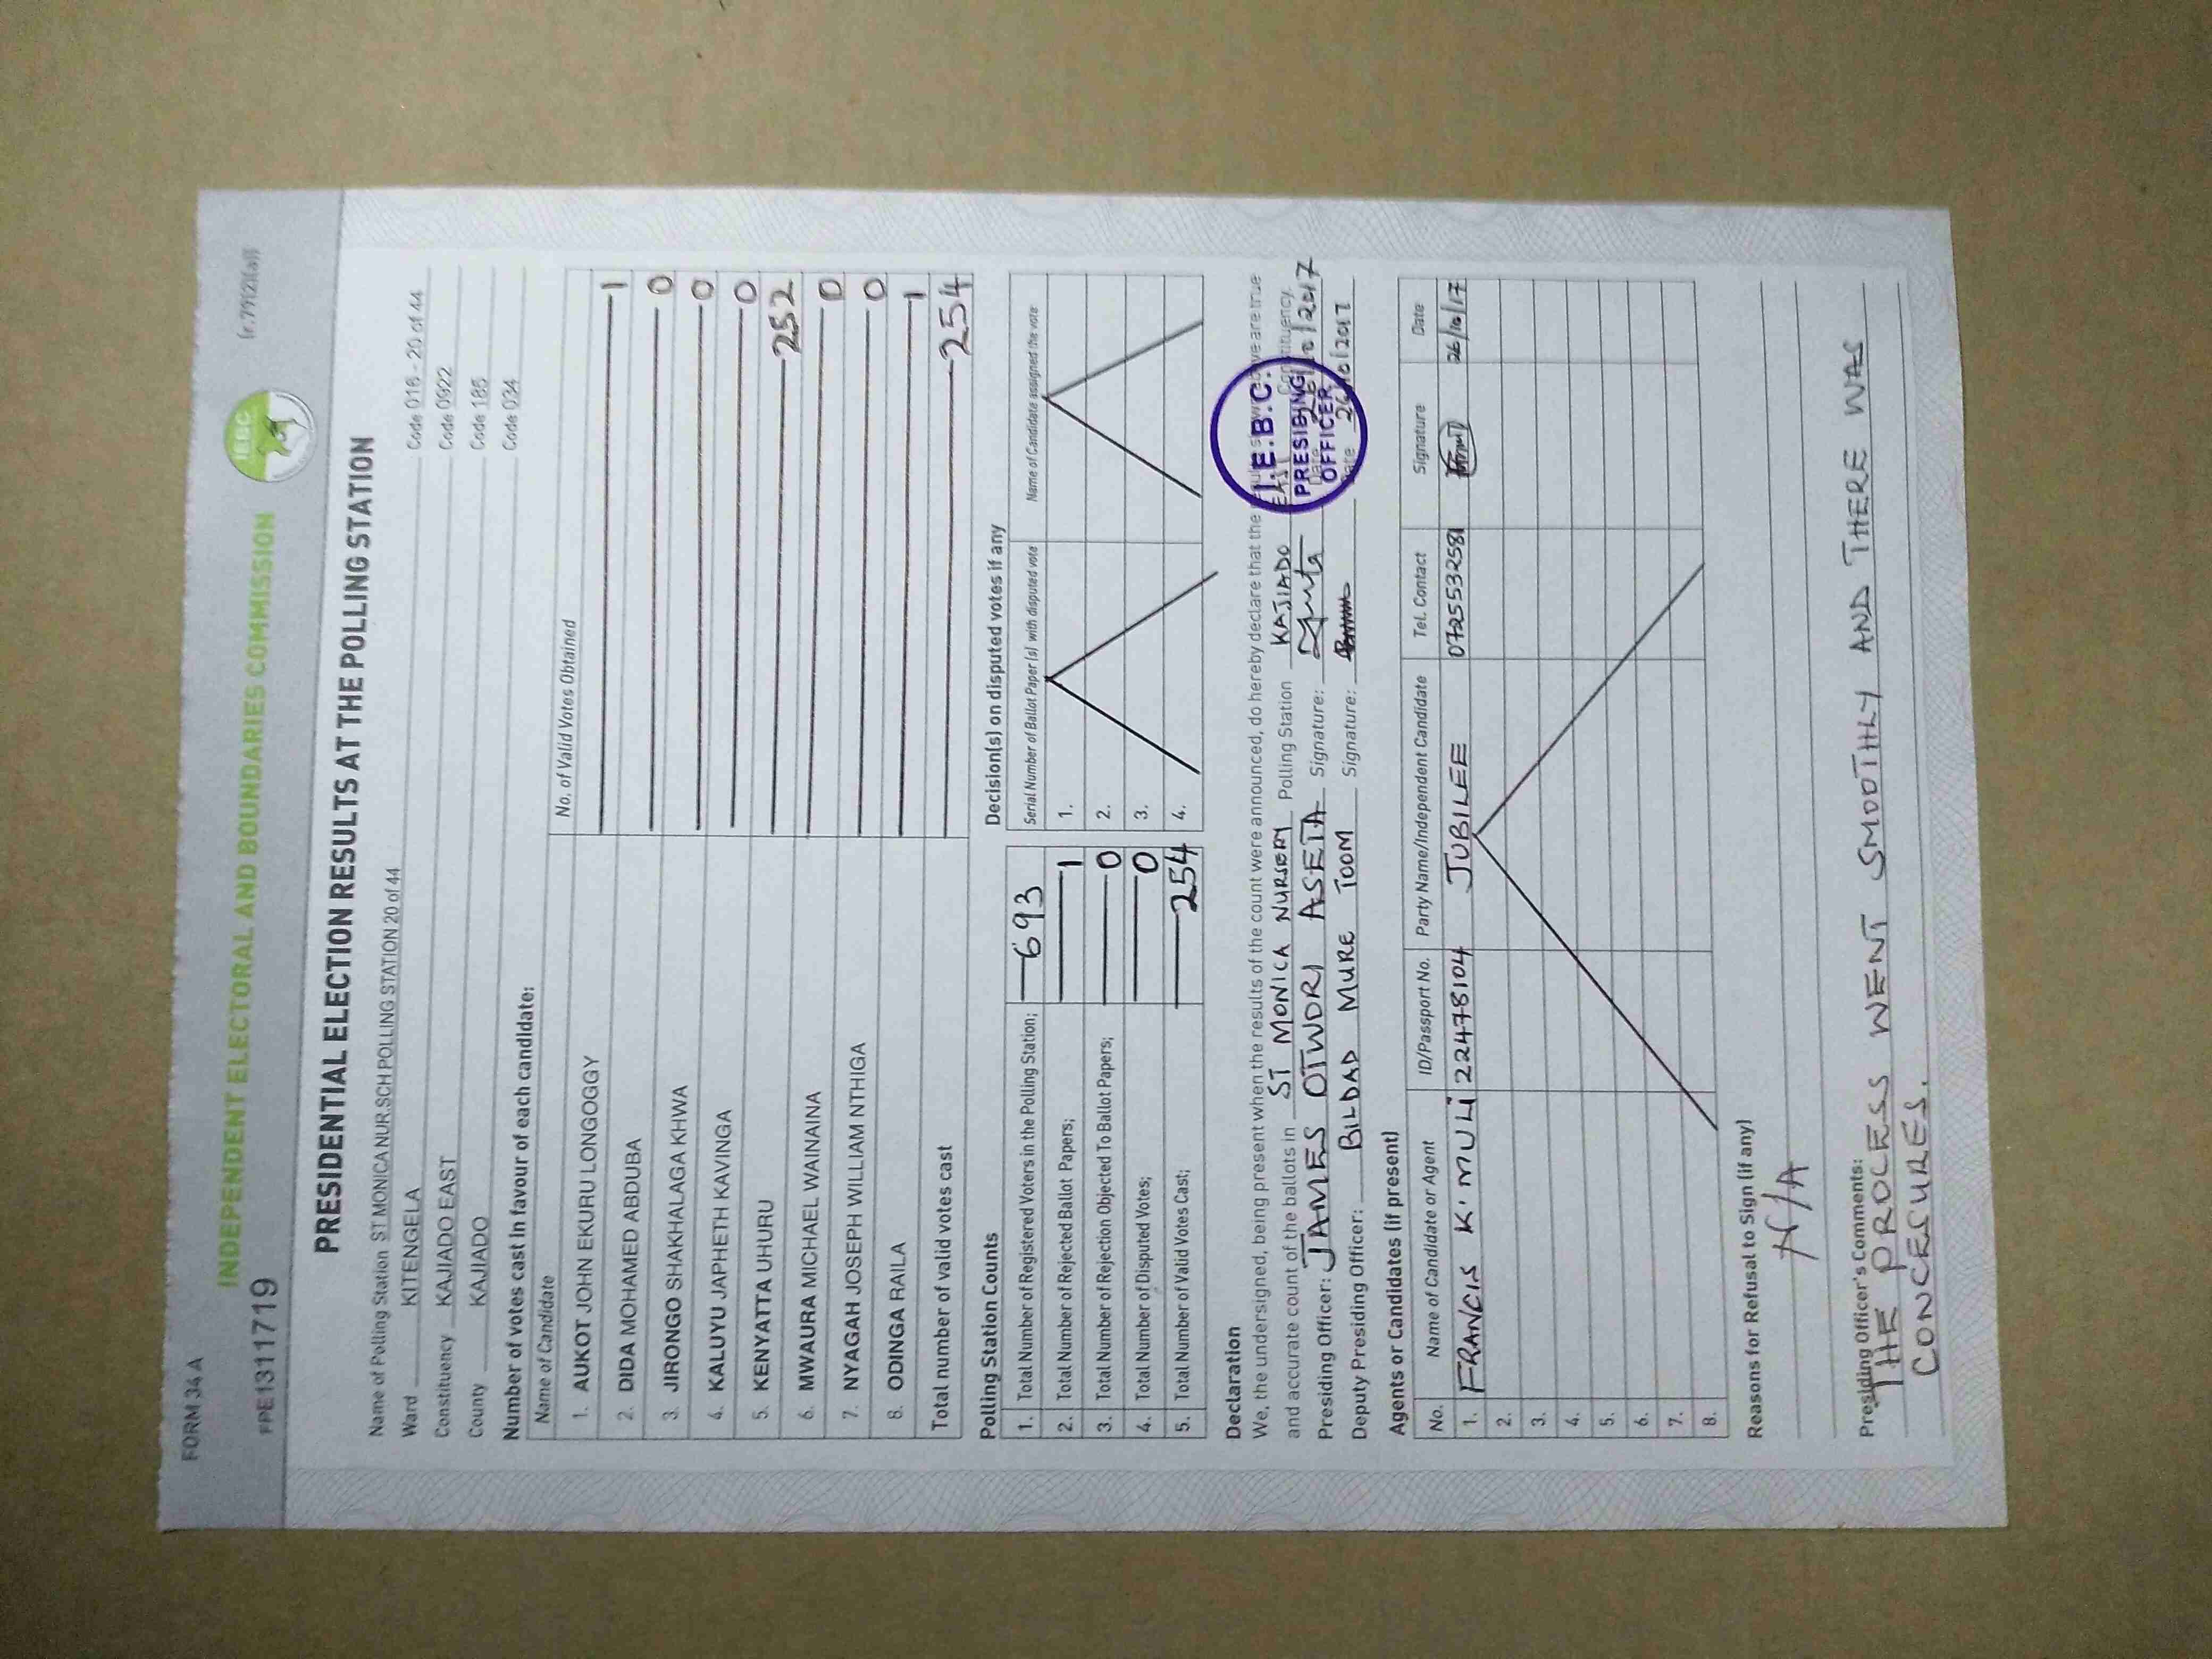 FORM 34A
(r.79(2)(a))
INDEPENDENT ELECTORAL AND BOUNDARIES COMMISSION
IEBC
FPE1311719
PRESIDENTIAL ELECTION RESULTS AT THE POLLING STATION
Name of Polling Station ST MONICA NUR.SCH POLLING STATION 20 of 44
Ward KITENGELA Code 016 - 20 of 44
Constituency KAJIADO EAST Code 0922
County KAJIADO Code 185
Code 034
Number of votes cast in favour of each candidate:
Name of Candidate No. of Valid Votes Obtained
1. AUKOT JOHN EKURU LONGOGGY 1
2. DIDA MOHAMED ABDUBA 0
3. JIRONGO SHAKHALAGA KHWA 0
4. KALUYU JAPHETH KAVINGA 0
5. KENYATTA UHURU 252
6. MWAURA MICHAEL WAINAINA 0
7. NYAGAH JOSEPH WILLIAM NTHIGA 0
8. ODINGA RAILA 1
Total number of valid votes cast 254
Polling Station Counts
1. Total Number of Registered Voters in the Polling Station; 693
2. Total Number of Rejected Ballot Papers; 1
3. Total Number of Rejection Objected To Ballot Papers; 0
4. Total Number of Disputed Votes; 0
5. Total Number of Valid Votes Cast; 254
Decision(s) on disputed votes if any
Serial Number of Ballot Paper (s) with disputed vote Name of Candidate assigned the vote
1.
2.
3.
4.
Declaration
We, the undersigned, being present when the results of the count were announced, do hereby declare that the results shown above are true
and accurate count of the ballots in ST MONICA NURSERY Polling Station KAJIADO EAST Constituency.
Presiding Officer: JAMES OTWORI ASETA Signature: Date 26/10/2017
Deputy Presiding Officer: BILDAD MURE TOOM Signature: Date 26/10/2017
I.E.B.C.
PRESIBING
OFFICER
Agents or Candidates (if present)
No. Name of Candidate or Agent ID/Passport No. Party Name/Independent Candidate Tel. Contact Signature Date
1. FRANCIS K. MULI 22478104 JUBILEE 0725532581 26/10/17
2.
3.
4.
5.
6.
7.
8.
Reasons for Refusal to Sign (if any)
N/A
Presiding Officer's Comments:
THE PROCESS WENT SMOOTHLY AND THERE WAS
CONCESURES.